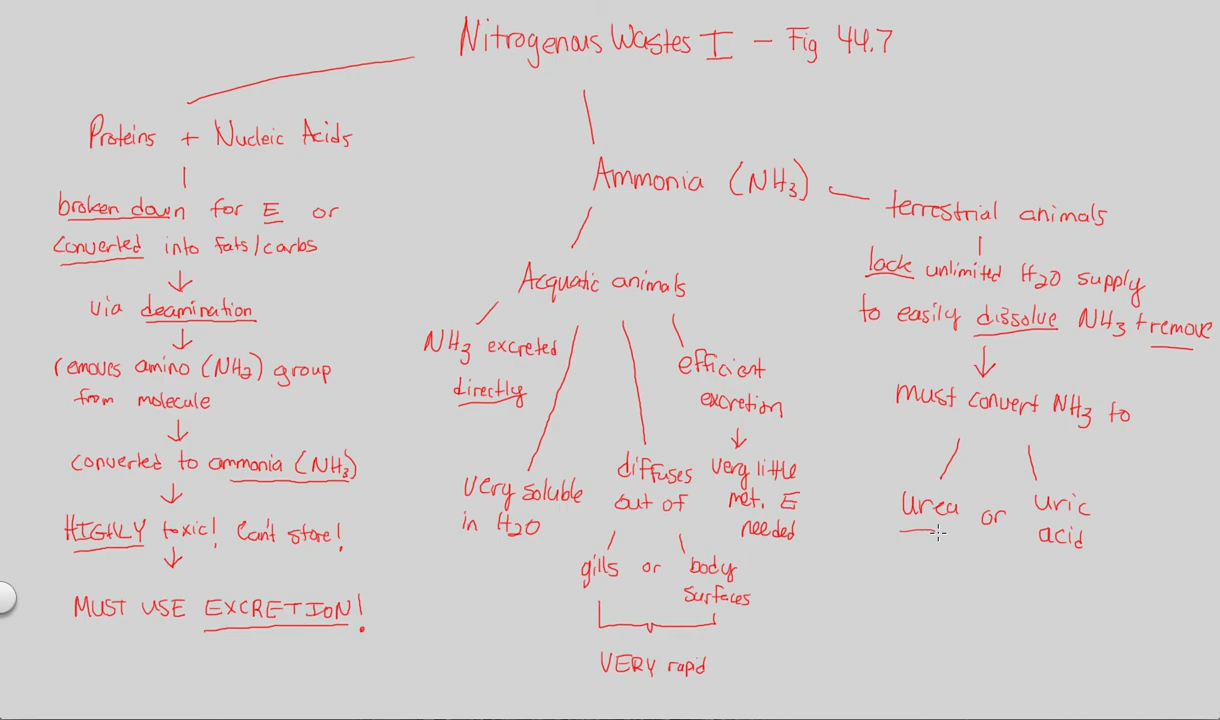 Nitrogenous Wastes I - Fig 44.7
Proteins + Nucleic Acids
broken down for E or
converted into fats/carbs
via deamination
removes amino (NH2) group
from molecule
converted to ammonia (NH3)
HIGHLY toxic! Can't store!
MUST USE EXCRETION!
Ammonia (NH3)
Acquatic animals
NH3 excreted
directly
very soluble
in H2O
diffuses
out of
gills or body
surfaces
VERY rapid
efficient
excretion
very little
met. E
needed
terrestrial animals
lack unlimited H2O supply
to easily dissolve NH3 + remove
must convert NH3 to
urea or uric
acid